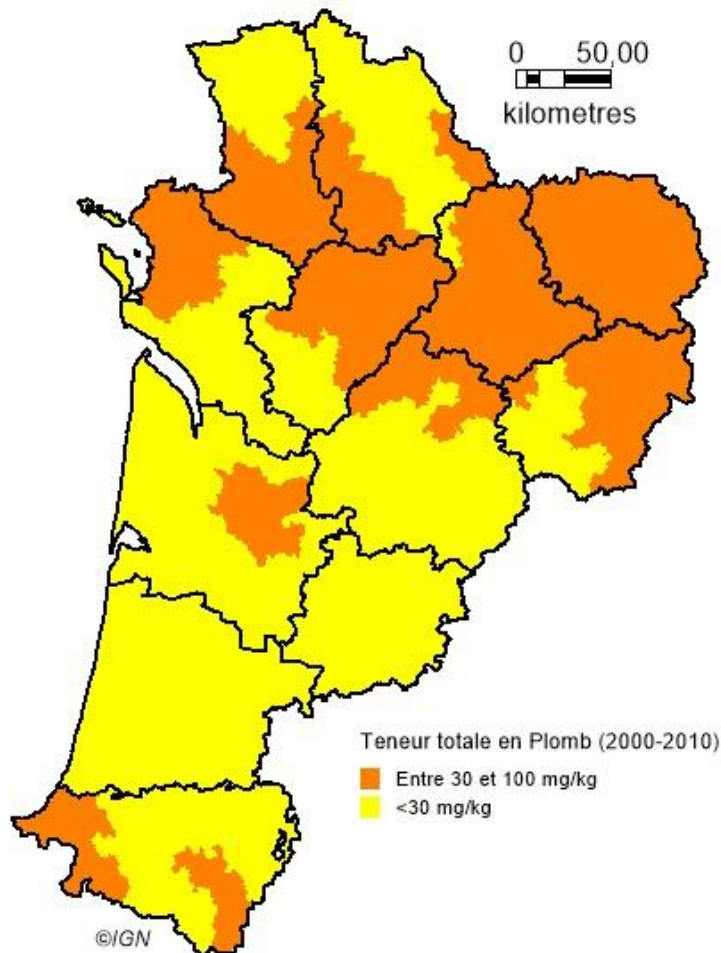 0 50,00
kilometres
Teneur totale en Plomb (2000-2010)
Entre 30 et 100 mg/kg
<30 mg/kg
©IGN